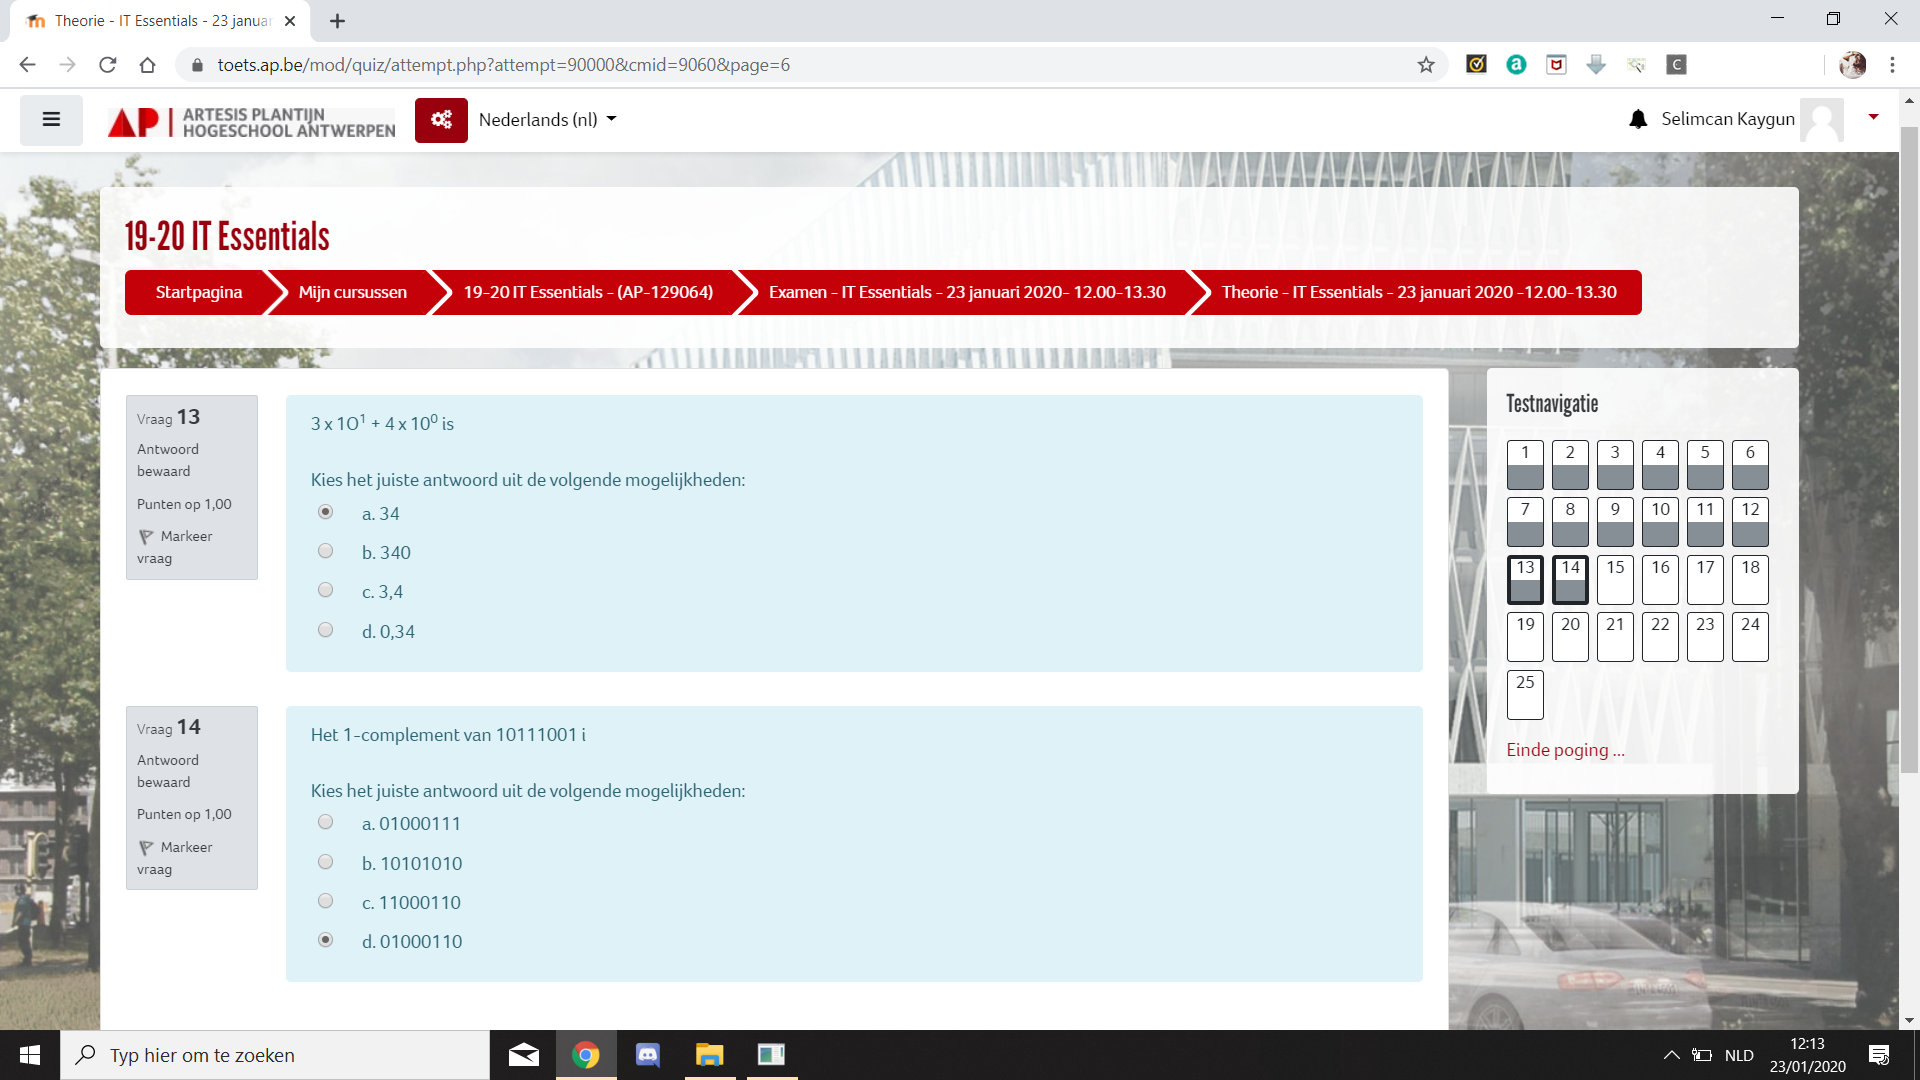 Theorie - IT Essentials - 23 januar
toets.ap.be/mod/quiz/attempt.php?attempt=90000&cmid=9060&page=6
AP ARTESIS PLANTIJN
HOGESCHOOL ANTWERPEN
Nederlands (nl)
Selimcan Kaygun
19-20 IT Essentials
Startpagina
Mijn cursussen
19-20 IT Essentials - (AP-129064)
Examen - IT Essentials - 23 januari 2020- 12.00-13.30
Theorie - IT Essentials - 23 januari 2020 -12.00-13.30
Vraag 13
Antwoord
bewaard
Punten op 1,00
Markeer
vraag
3 x 1O¹ + 4 x 10⁰ is
Kies het juiste antwoord uit de volgende mogelijkheden:
a. 34
b. 340
c. 3,4
d. 0,34
Vraag 14
Antwoord
bewaard
Punten op 1,00
Markeer
vraag
Het 1-complement van 10111001 i
Kies het juiste antwoord uit de volgende mogelijkheden:
a. 01000111
b. 10101010
c. 11000110
d. 01000110
Testnavigatie
1 2 3 4 5 6
7 8 9 10 11 12
13 14 15 16 17 18
19 20 21 22 23 24
25
Einde poging ...
Typ hier om te zoeken
NLD
12:13
23/01/2020